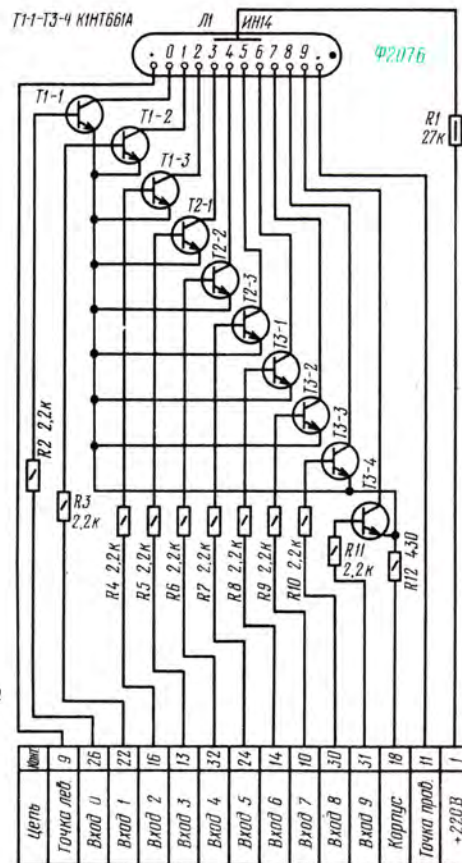 Т1-1-Т3-4 К1НТ661А
Л1 ИН14
Ф2076
. 0 1 2 3 4 5 6 7 8 9 .
R1
27к
Т1-1
Т1-2
Т1-3
Т2-1
Т2-2
Т2-3
Т3-1
Т3-2
Т3-3
Т3-4
R2 2,2к
R3
2,2к
R4 2,2к
R5 2,2к
R6 2,2к
R7 2,2к
R8 2,2к
R9 2,2к
R10 2,2к
R11
2,2к
R12 430
Цепь Конт.
Точка лев. 9
Вход 0 26
Вход 1 22
Вход 2 16
Вход 3 13
Вход 4 32
Вход 5 24
Вход 6 14
Вход 7 10
Вход 8 30
Вход 9 31
Корпус 18
Точка прав. 11
+220В 1